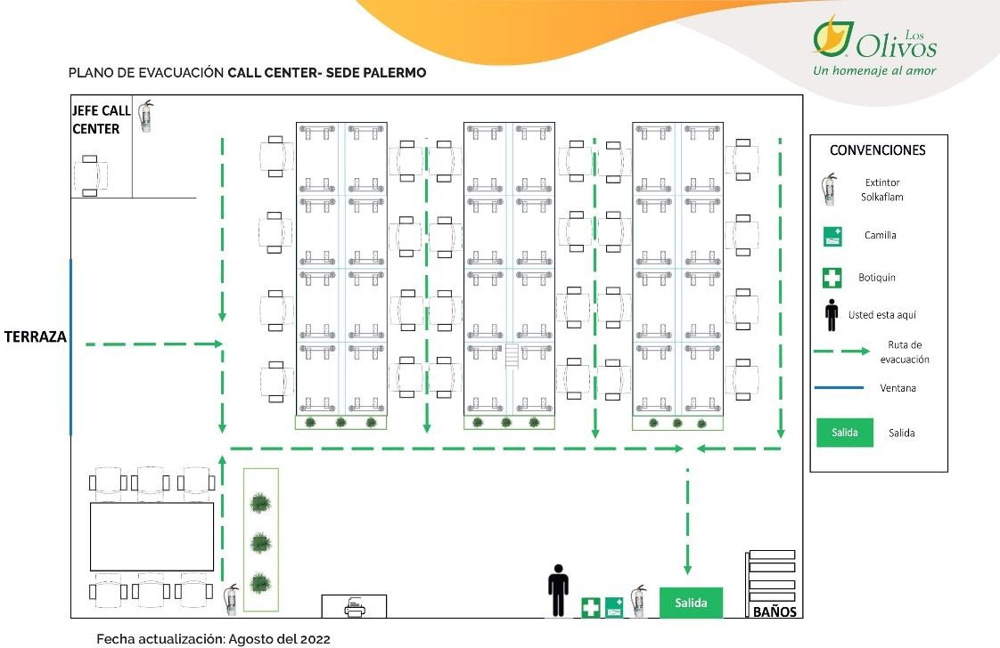 Los
Olivos
Un homenaje al amor
PLANO DE EVACUACIÓN CALL CENTER- SEDE PALERMO
JEFE CALL
CENTER
TERRAZA
CONVENCIONES
Extintor
Solkaflam
Camilla
Botiquín
Usted esta aquí
Ruta de
evacuación
Ventana
Salida
Salida
Salida
BAÑOS
Fecha actualización: Agosto del 2022